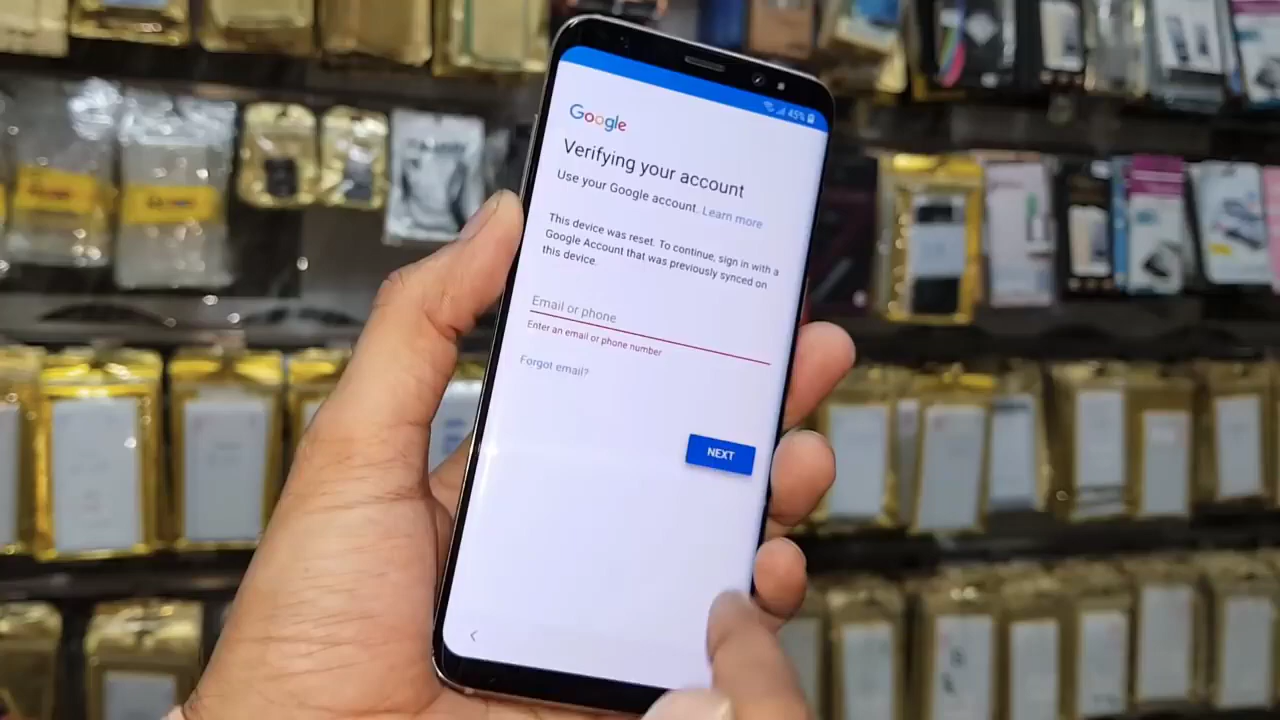 45%
Google
Verifying your account
Use your Google account. Learn more
This device was reset. To continue, sign in with a
Google Account that was previously synced on
this device.
Email or phone
Enter an email or phone number
Forgot email?
NEXT